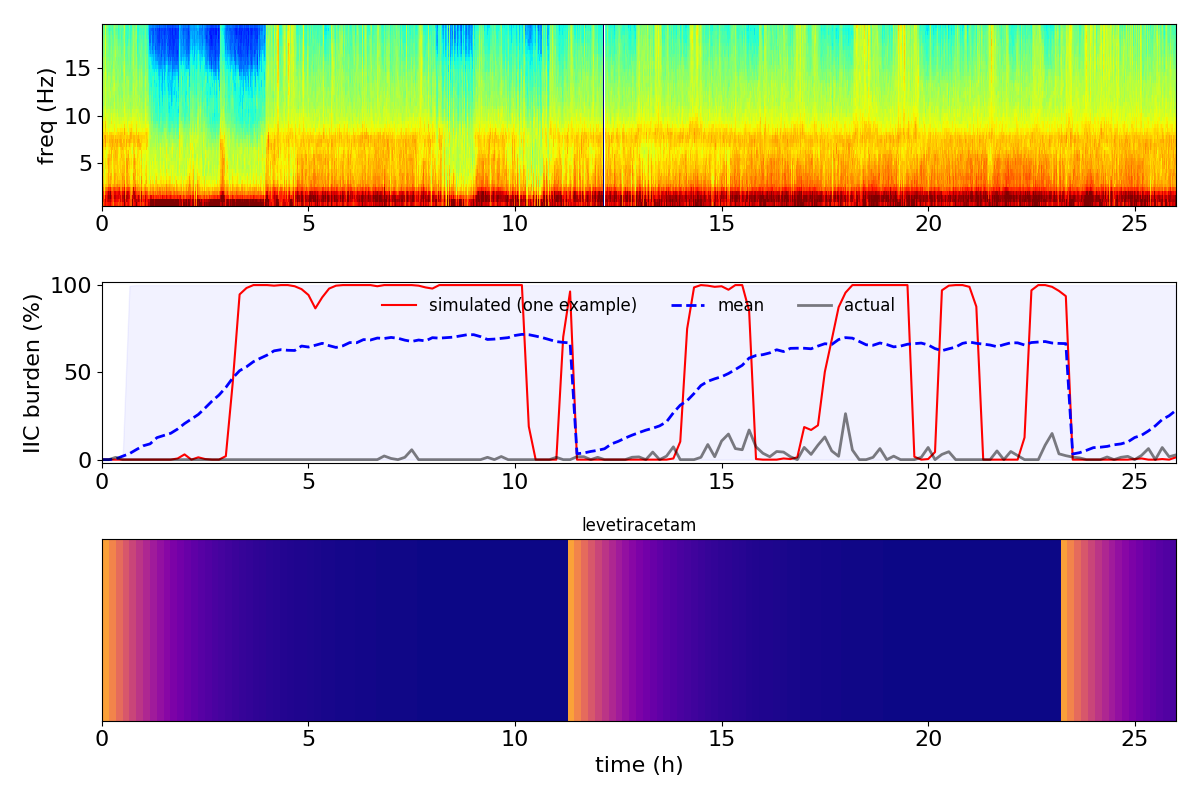 freq (Hz)
15
10
5
0 5 10 15 20 25
IIC burden (%)
100
50
0
simulated (one example) mean actual
0 5 10 15 20 25
levetiracetam
0 5 10 15 20 25
time (h)